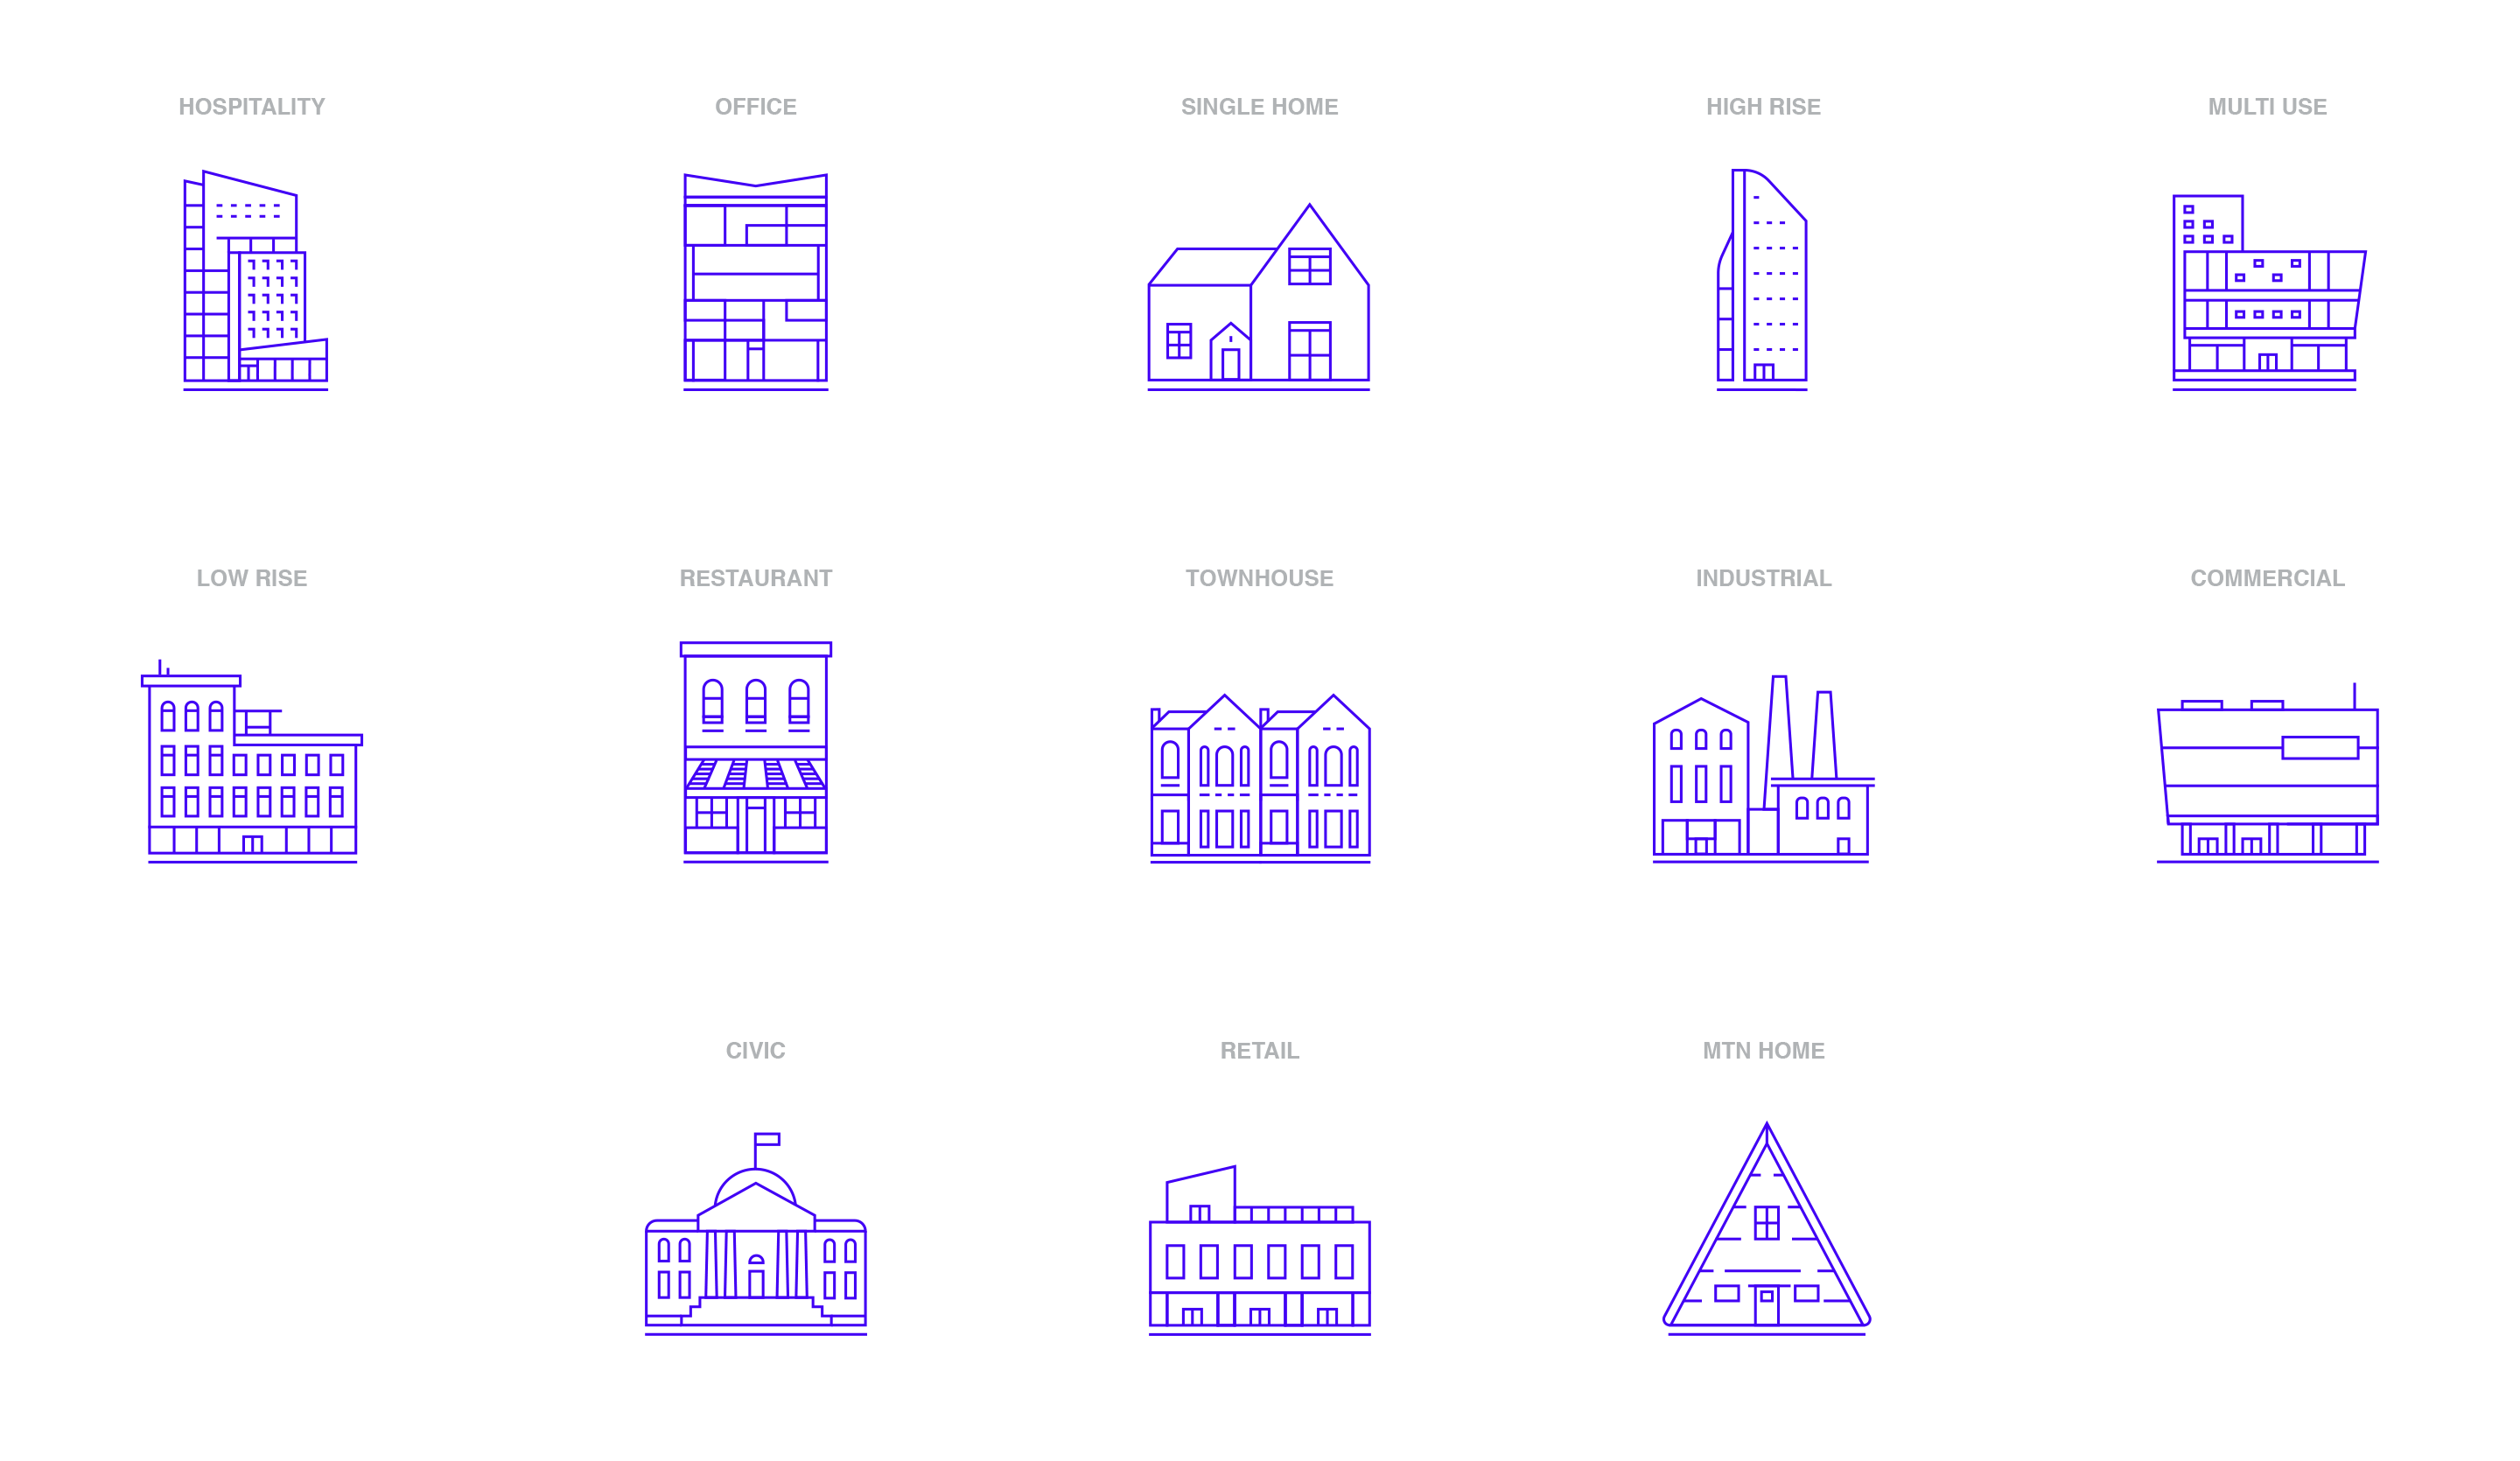 HOSPITALITY
OFFICE
SINGLE HOME
HIGH RISE
MULTI USE
LOW RISE
RESTAURANT
TOWNHOUSE
INDUSTRIAL
COMMERCIAL
CIVIC
RETAIL
MTN HOME